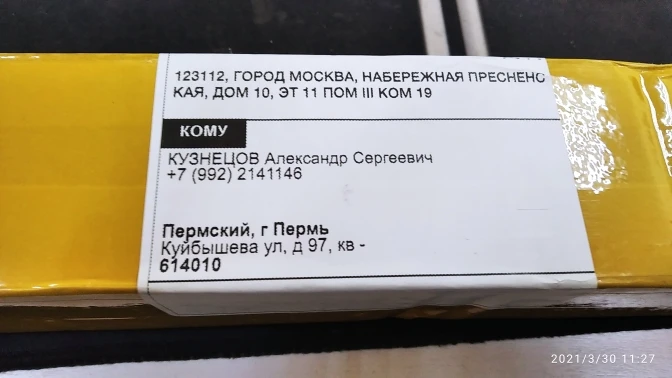 123112, ГОРОД МОСКВА, НАБЕРЕЖНАЯ ПРЕСНЕНС
КАЯ, ДОМ 10, ЭТ 11 ПОМ III КОМ 19
КОМУ
КУЗНЕЦОВ Александр Сергеевич
+7 (992) 2141146
Пермский, г Пермь
Куйбышева ул, д 97, кв -
614010
2021/3/30 11:27